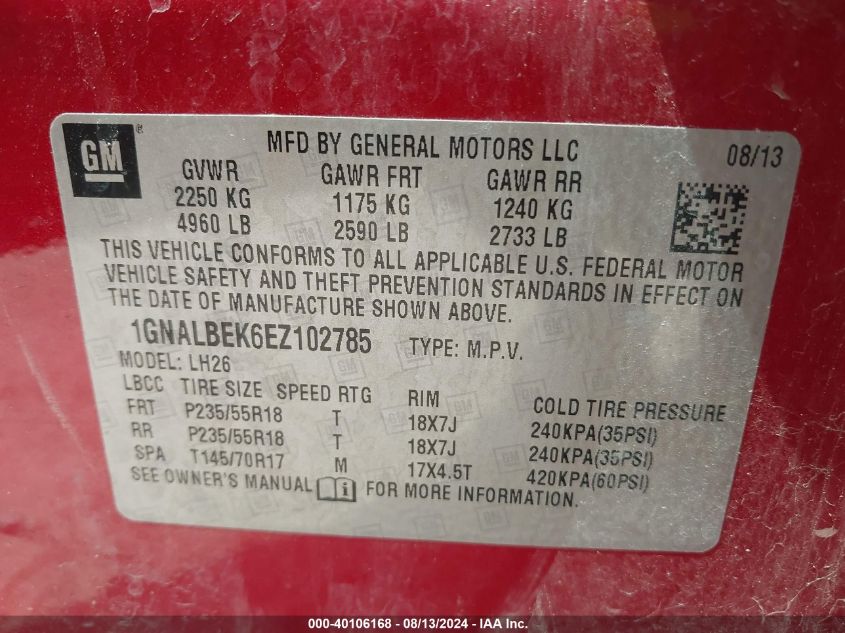 GM ®
MFD BY GENERAL MOTORS LLC 08/13
GVWR GAWR FRT GAWR RR
2250 KG 1175 KG 1240 KG
4960 LB 2590 LB 2733 LB
THIS VEHICLE CONFORMS TO ALL APPLICABLE U.S. FEDERAL MOTOR
VEHICLE SAFETY AND THEFT PREVENTION STANDARDS IN EFFECT ON
THE DATE OF MANUFACTURE SHOWN ABOVE.
1GNALBEK6EZ102785 TYPE: M.P.V.
MODEL: LH26
LBCC TIRE SIZE SPEED RTG RIM COLD TIRE PRESSURE
FRT P235/55R18 T 18X7J 240KPA(35PSI)
RR P235/55R18 T 18X7J 240KPA(35PSI)
SPA T145/70R17 M 17X4.5T 420KPA(60PSI)
SEE OWNER'S MANUAL i FOR MORE INFORMATION.
000-40106168 - 08/13/2024 - IAA Inc.